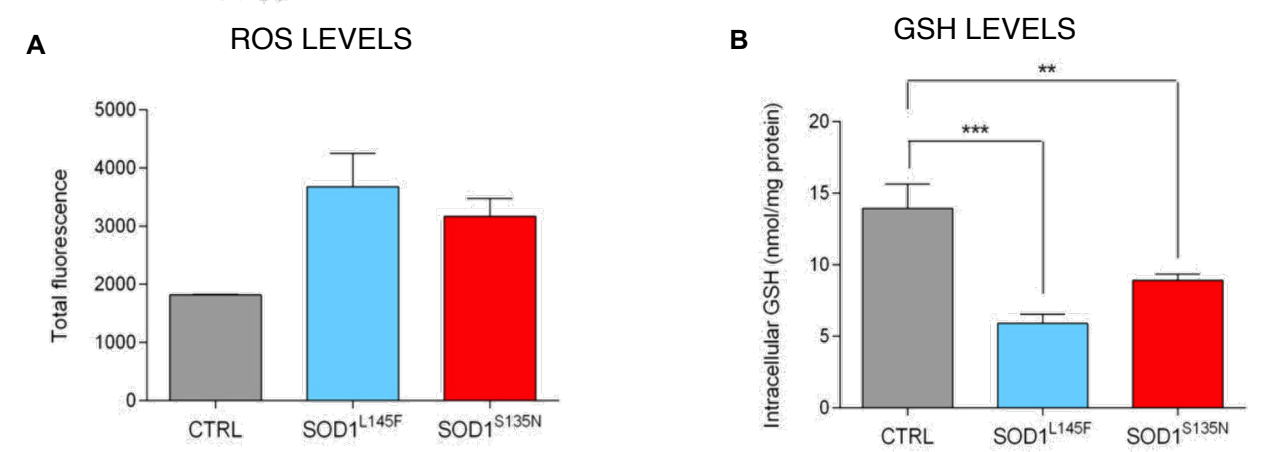 A
ROS LEVELS
Total fluorescence
5000
4000
3000
2000
1000
0
CTRL
SOD1L145F
SOD1S135N
B
GSH LEVELS
Intracellular GSH (nmol/mg protein)
**
***
20
15
10
5
0
CTRL
SOD1L145F
SOD1S135N